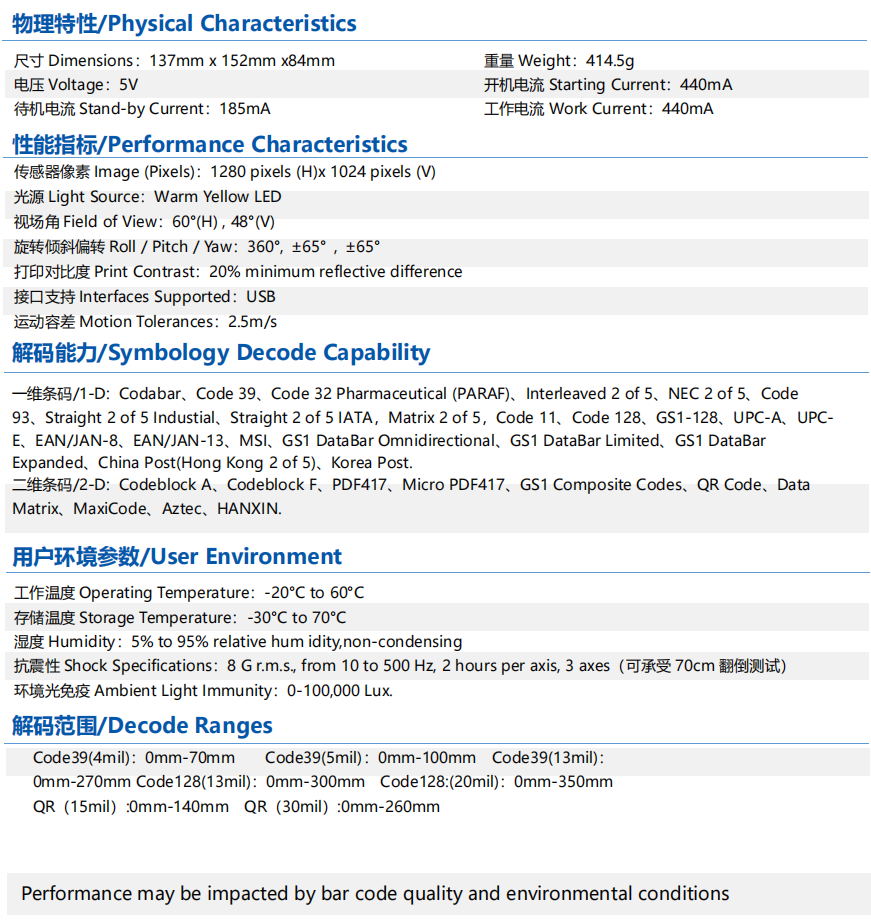 物理特性/Physical Characteristics
尺寸 Dimensions：137mm x 152mm x84mm
重量 Weight：414.5g
电压 Voltage：5V
开机电流 Starting Current：440mA
待机电流 Stand-by Current：185mA
工作电流 Work Current：440mA
性能指标/Performance Characteristics
传感器像素 Image (Pixels)：1280 pixels (H)x 1024 pixels (V)
光源 Light Source：Warm Yellow LED
视场角 Field of View：60°(H) , 48°(V)
旋转倾斜偏转 Roll / Pitch / Yaw：360°, ±65° , ±65°
打印对比度 Print Contrast：20% minimum reflective difference
接口支持 Interfaces Supported：USB
运动容差 Motion Tolerances：2.5m/s
解码能力/Symbology Decode Capability
一维条码/1-D：Codabar、Code 39、Code 32 Pharmaceutical (PARAF)、Interleaved 2 of 5、NEC 2 of 5、Code
93、Straight 2 of 5 Industial、Straight 2 of 5 IATA，Matrix 2 of 5，Code 11、Code 128、GS1-128、UPC-A、UPC-
E、EAN/JAN-8、EAN/JAN-13、MSI、GS1 DataBar Omnidirectional、GS1 DataBar Limited、GS1 DataBar
Expanded、China Post(Hong Kong 2 of 5)、Korea Post.
二维条码/2-D：Codeblock A、Codeblock F、PDF417、Micro PDF417、GS1 Composite Codes、QR Code、Data
Matrix、MaxiCode、Aztec、HANXIN.
用户环境参数/User Environment
工作温度 Operating Temperature：-20°C to 60°C
存储温度 Storage Temperature：-30°C to 70°C
湿度 Humidity：5% to 95% relative hum idity,non-condensing
抗震性 Shock Specifications：8 G r.m.s., from 10 to 500 Hz, 2 hours per axis, 3 axes（可承受 70cm 翻倒测试）
环境光免疫 Ambient Light Immunity：0-100,000 Lux.
解码范围/Decode Ranges
Code39(4mil)：0mm-70mm Code39(5mil)：0mm-100mm Code39(13mil)：
0mm-270mm Code128(13mil)：0mm-300mm Code128:(20mil)：0mm-350mm
QR（15mil）:0mm-140mm QR（30mil）:0mm-260mm
Performance may be impacted by bar code quality and environmental conditions